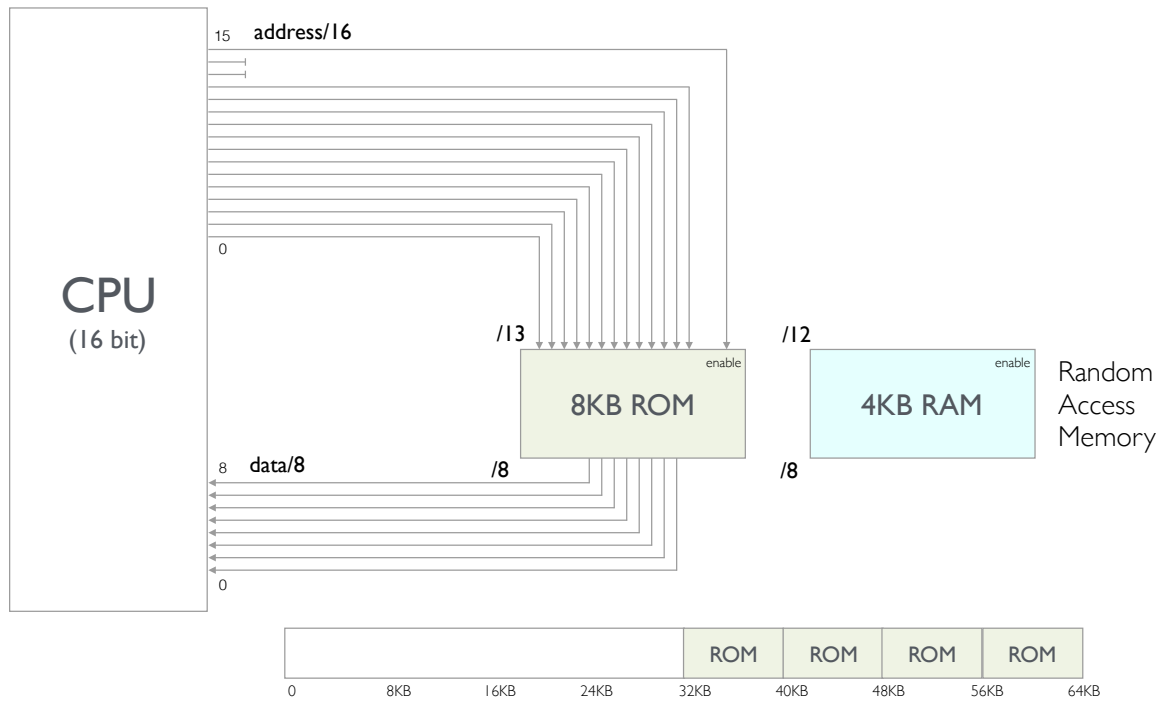 15 address/16
0
CPU
(16 bit)
/13
enable
8KB ROM
/8
/12
enable
4KB RAM
/8
Random
Access
Memory
8 data/8
0
ROM ROM ROM ROM
0 8KB 16KB 24KB 32KB 40KB 48KB 56KB 64KB